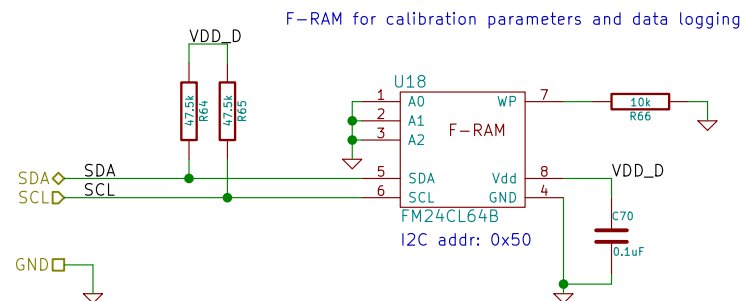 F-RAM for calibration parameters and data logging
VDD_D
47.5k
R64
47.5k
R65
U18
1 A0 WP 7
2 A1
3 A2
F-RAM
10k
R66
SDA SDA 5 SDA Vdd 8 VDD_D
SCL SCL 6 SCL GND 4
FM24CL64B
I2C addr: 0x50
C70
0.1uF
GND